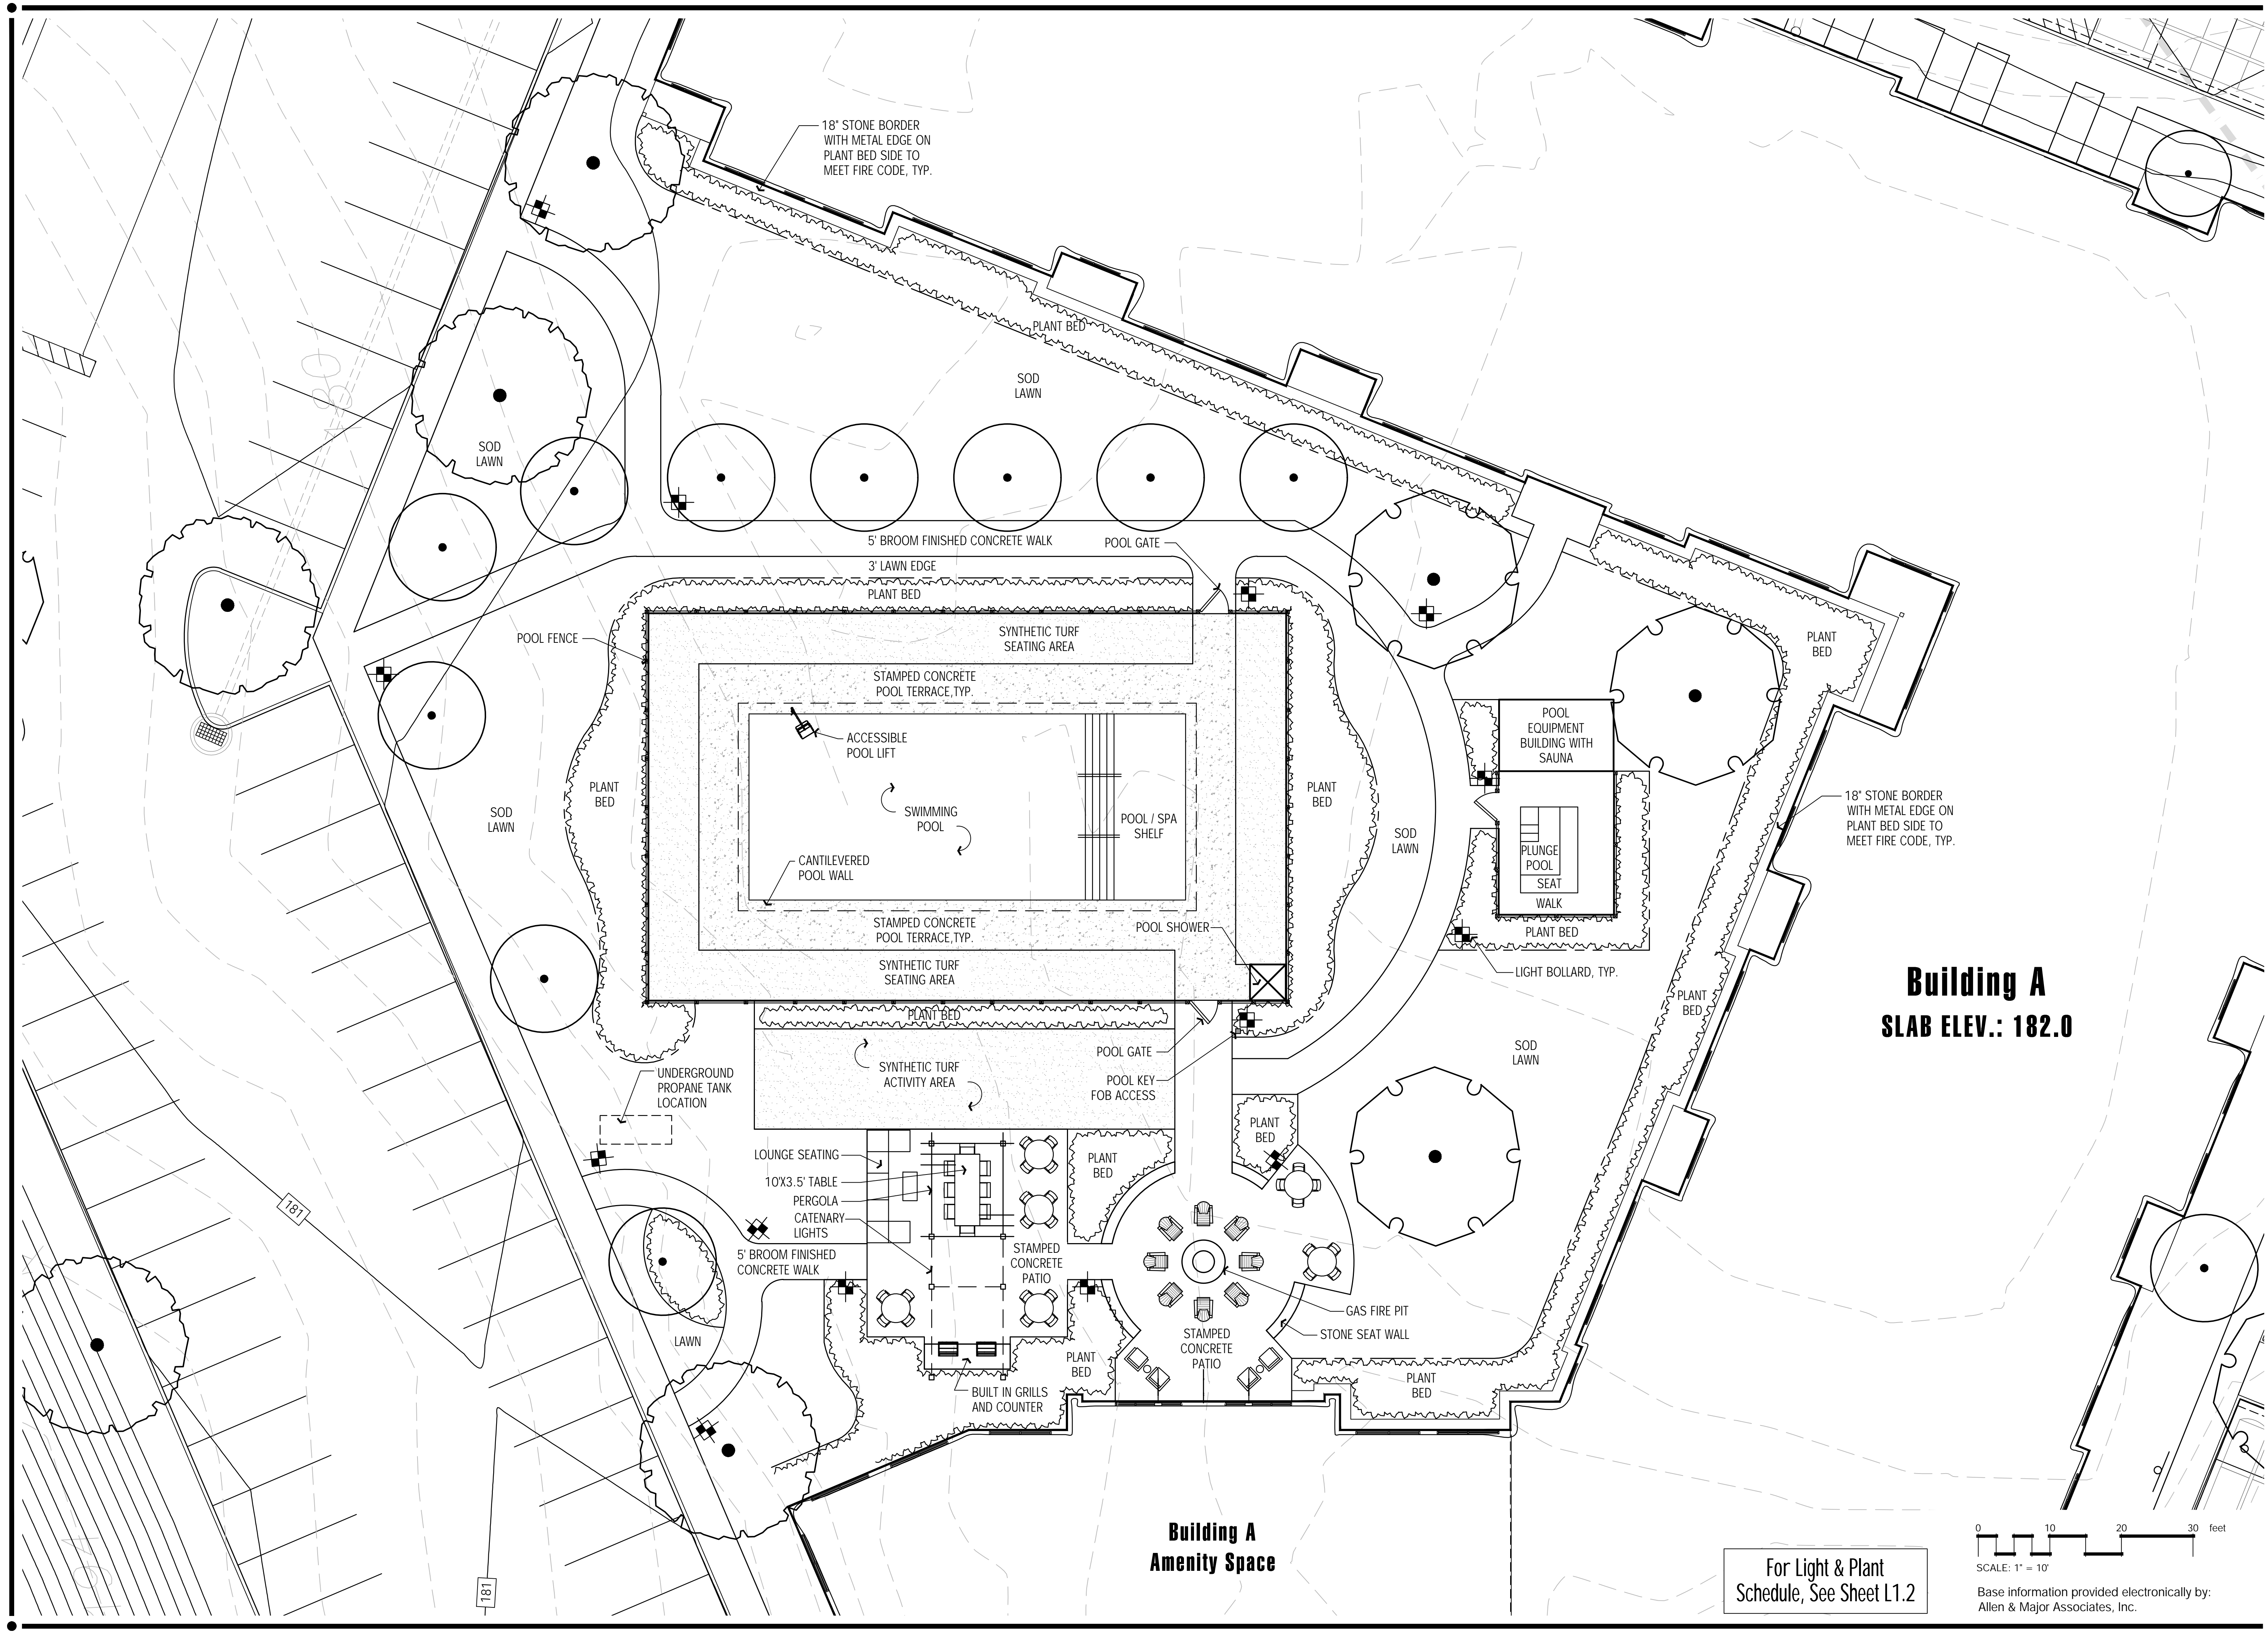 18" STONE BORDER
WITH METAL EDGE ON
PLANT BED SIDE TO
MEET FIRE CODE, TYP.
PLANT BED
SOD
LAWN
180
SOD
LAWN
5' BROOM FINISHED CONCRETE WALK
POOL GATE
3' LAWN EDGE
PLANT BED
POOL FENCE
SYNTHETIC TURF
SEATING AREA
STAMPED CONCRETE
POOL TERRACE,TYP.
PLANT
BED
POOL
EQUIPMENT
BUILDING WITH
SAUNA
ACCESSIBLE
POOL LIFT
PLANT
BED
SWIMMING
POOL
POOL / SPA
SHELF
PLANT
BED
SOD
LAWN
SOD
LAWN
18" STONE BORDER
WITH METAL EDGE ON
PLANT BED SIDE TO
MEET FIRE CODE, TYP.
CANTILEVERED
POOL WALL
PLUNGE
POOL
SEAT
WALK
PLANT BED
STAMPED CONCRETE
POOL TERRACE,TYP.
POOL SHOWER
SYNTHETIC TURF
SEATING AREA
LIGHT BOLLARD, TYP.
Building A
SLAB ELEV.: 182.0
PLANT
BED
PLANT BED
POOL GATE
SOD
LAWN
SYNTHETIC TURF
ACTIVITY AREA
UNDERGROUND
PROPANE TANK
LOCATION
POOL KEY
FOB ACCESS
PLANT
BED
LOUNGE SEATING
PLANT
BED
10'X3.5' TABLE
PERGOLA
CATENARY
LIGHTS
181
5' BROOM FINISHED
CONCRETE WALK
STAMPED
CONCRETE
PATIO
GAS FIRE PIT
STONE SEAT WALL
LAWN
STAMPED
CONCRETE
PATIO
PLANT
BED
PLANT
BED
BUILT IN GRILLS
AND COUNTER
Building A
Amenity Space
181
For Light & Plant
Schedule, See Sheet L1.2
0 10 20 30 feet
SCALE: 1" = 10'
Base information provided electronically by:
Allen & Major Associates, Inc.